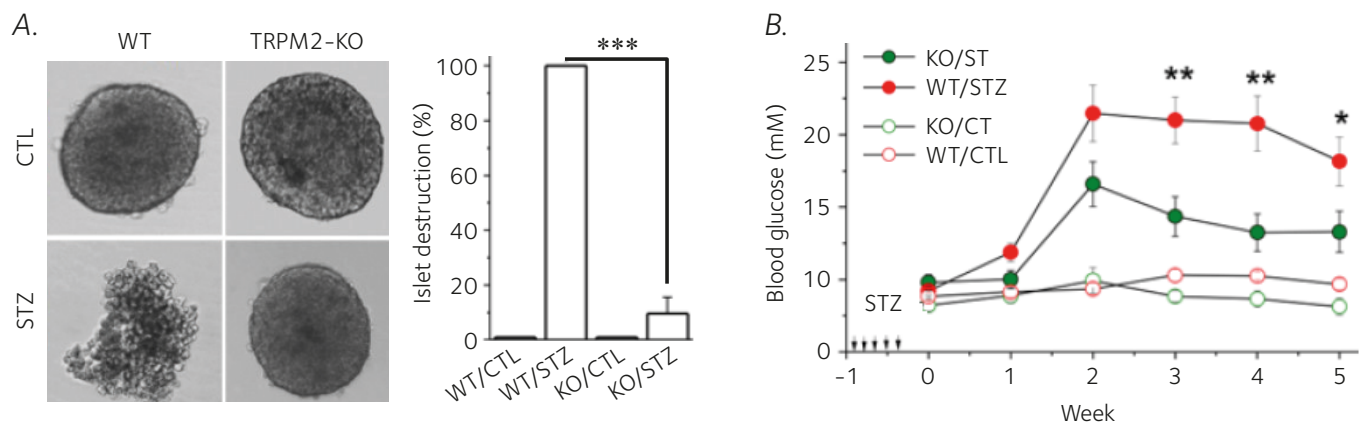 A.
WT TRPM2-KO
CTL
STZ
Islet destruction (%)
100
80
60
40
20
0
***
WT/CTL
WT/STZ
KO/CTL
KO/STZ
B.
Blood glucose (mM)
25
20
15
10
0
KO/ST
WT/STZ
KO/CT
WT/CTL
** ** *
STZ
-1 0 1 2 3 4 5
Week